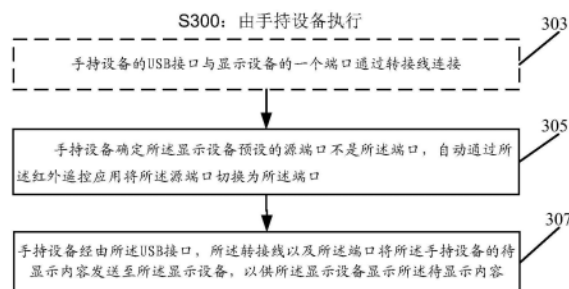 S300：由手持设备执行
303
手持设备的USB接口与显示设备的一个端口通过转接线连接
305
手持设备确定所述显示设备预设的源端口不是所述端口，自动通过所
述红外遥控应用将所述源端口切换为所述端口
307
手持设备经由所述USB接口，所述转接线以及所述端口将所述手持设备的待
显示内容发送至所述显示设备，以供所述显示设备显示所述待显示内容